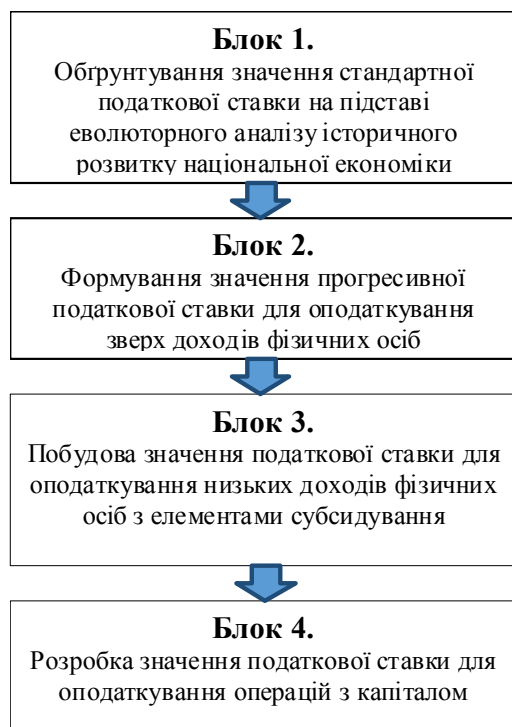 Блок 1.
Обґрунтування значення стандартної
податкової ставки на підставі
еволюторного аналізу історичного
розвитку національної економіки
Блок 2.
Формування значення прогресивної
податкової ставки для оподаткування
зверх доходів фізичних осіб
Блок 3.
Побудова значення податкової ставки для
оподаткування низьких доходів фізичних
осіб з елементами субсидування
Блок 4.
Розробка значення податкової ставки для
оподаткування операцій з капіталом